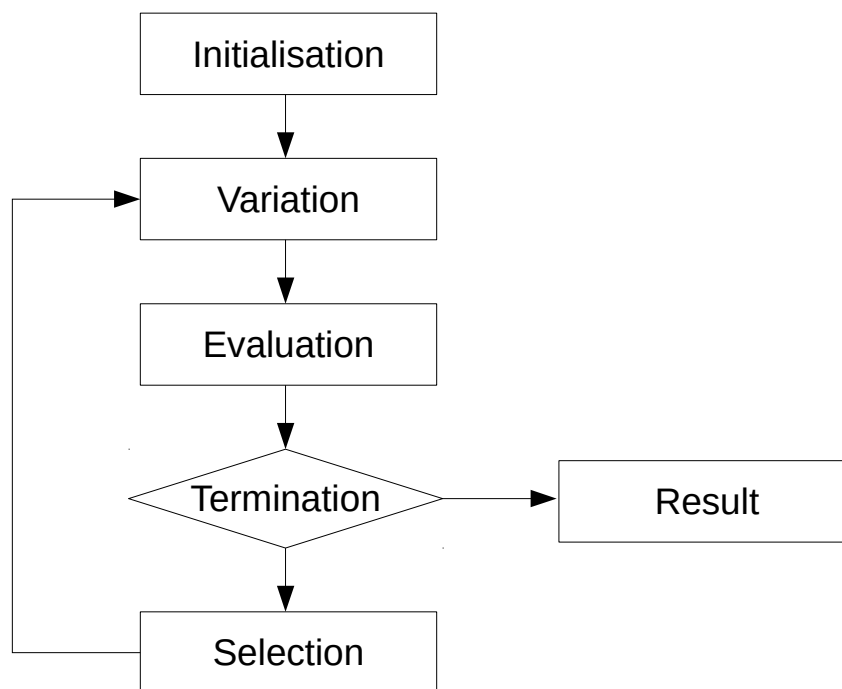 Initialisation
Variation
Evaluation
Termination
Result
Selection